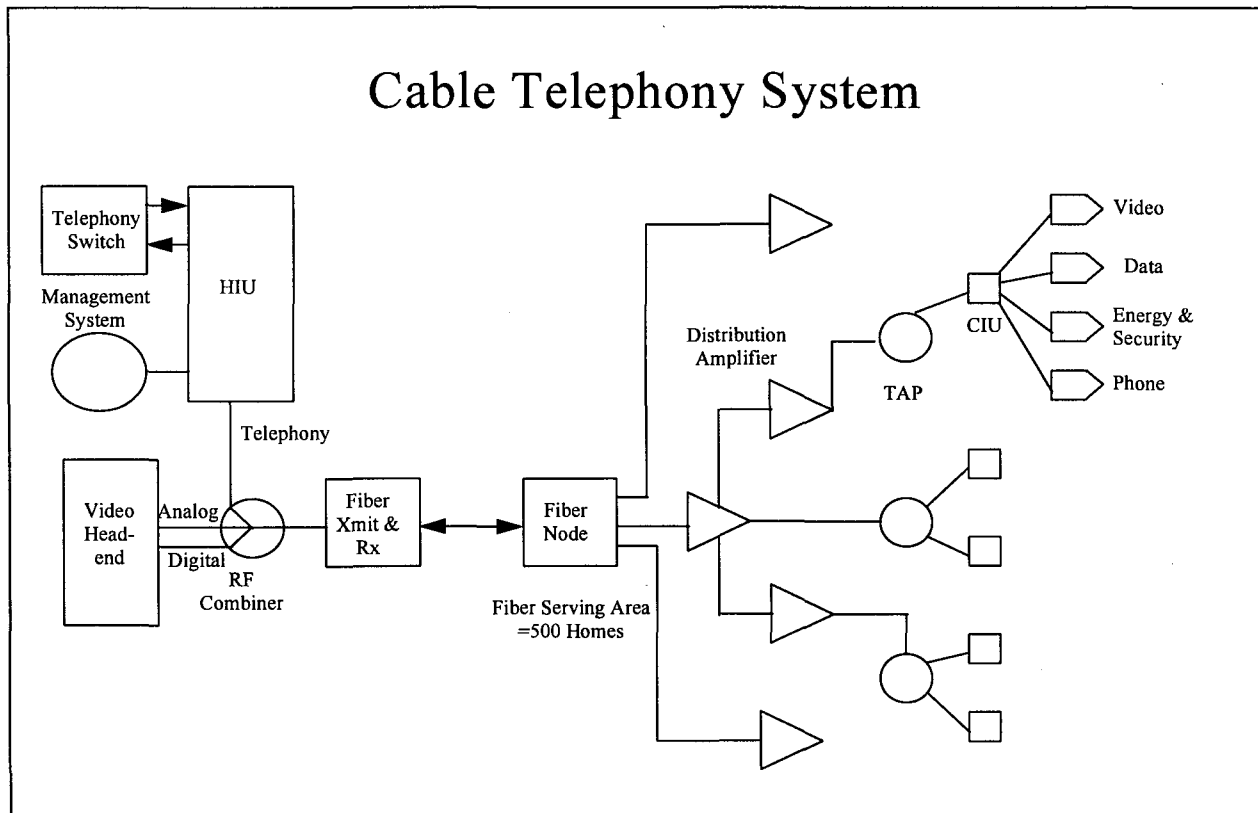 Cable Telephony System
Telephony
Switch
HIU
Management
System
Telephony
Video
Head-
end
Analog
Digital
RF
Combiner
Fiber
Xmit &
Rx
Fiber
Node
Fiber Serving Area
=500 Homes
Distribution
Amplifier
TAP
CIU
Video
Data
Energy &
Security
Phone